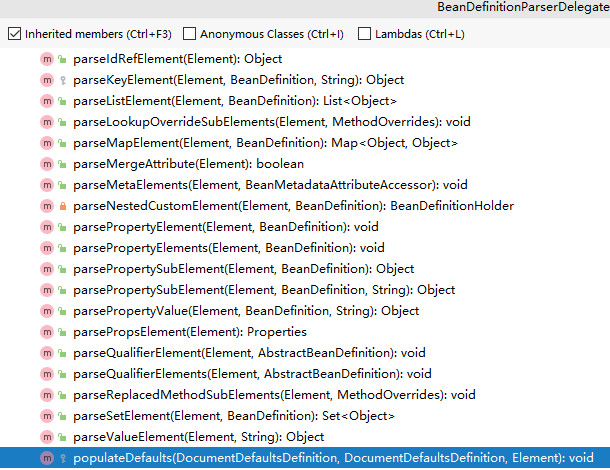 BeanDefinitionParserDelegate
Inherited members (Ctrl+F3) Anonymous Classes (Ctrl+I) Lambdas (Ctrl+L)
m parseIdRefElement(Element): Object
m parseKeyElement(Element, BeanDefinition, String): Object
m parseListElement(Element, BeanDefinition): List<Object>
m parseLookupOverrideSubElements(Element, MethodOverrides): void
m parseMapElement(Element, BeanDefinition): Map<Object, Object>
m parseMergeAttribute(Element): boolean
m parseMetaElements(Element, BeanMetadataAttributeAccessor): void
m parseNestedCustomElement(Element, BeanDefinition): BeanDefinitionHolder
m parsePropertyElement(Element, BeanDefinition): void
m parsePropertyElements(Element, BeanDefinition): void
m parsePropertySubElement(Element, BeanDefinition): Object
m parsePropertySubElement(Element, BeanDefinition, String): Object
m parsePropertyValue(Element, BeanDefinition, String): Object
m parsePropsElement(Element): Properties
m parseQualifierElement(Element, AbstractBeanDefinition): void
m parseQualifierElements(Element, AbstractBeanDefinition): void
m parseReplacedMethodSubElements(Element, MethodOverrides): void
m parseSetElement(Element, BeanDefinition): Set<Object>
m parseValueElement(Element, String): Object
m populateDefaults(DocumentDefaultsDefinition, DocumentDefaultsDefinition, Element): void